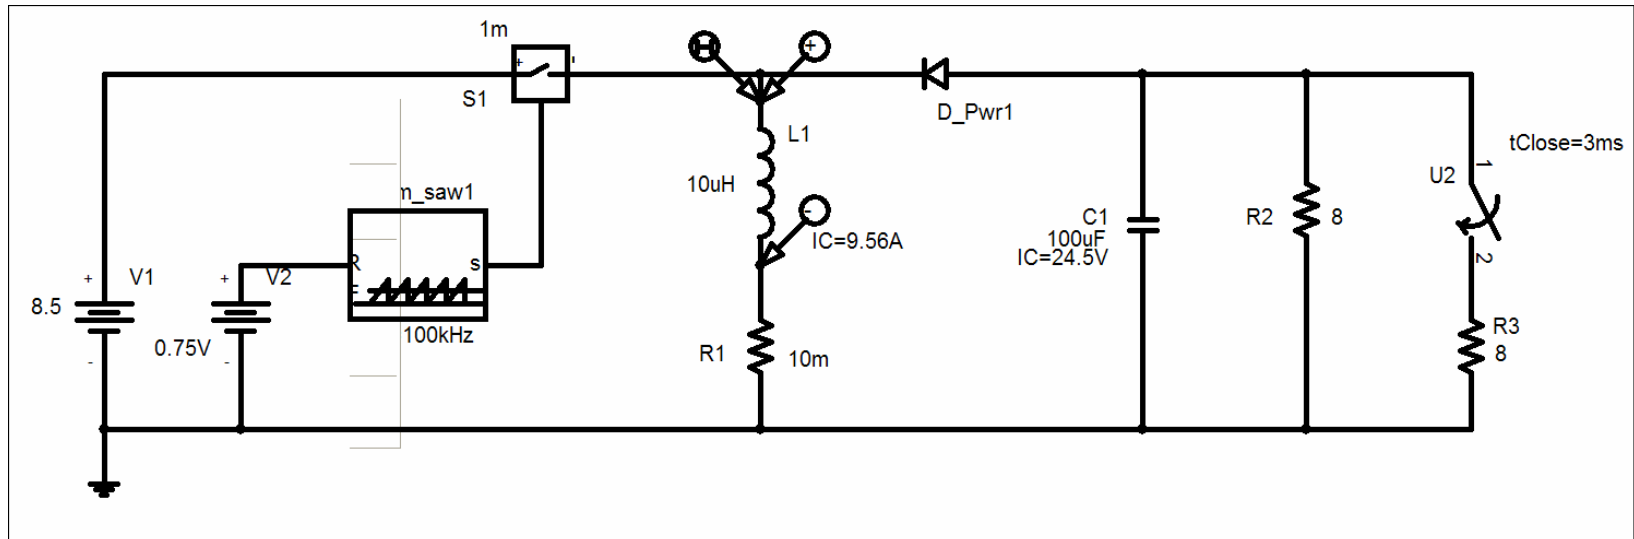 1m
+
S1
H
+
D_Pwr1
L1
10uH
-
IC=9.56A
tClose=3ms
1
U2
2
C1
100uF
IC=24.5V
R2
8
m_saw1
R
s
F
100kHz
+
V1
8.5
-
+
V2
0.75V
-
R1
10m
R3
8